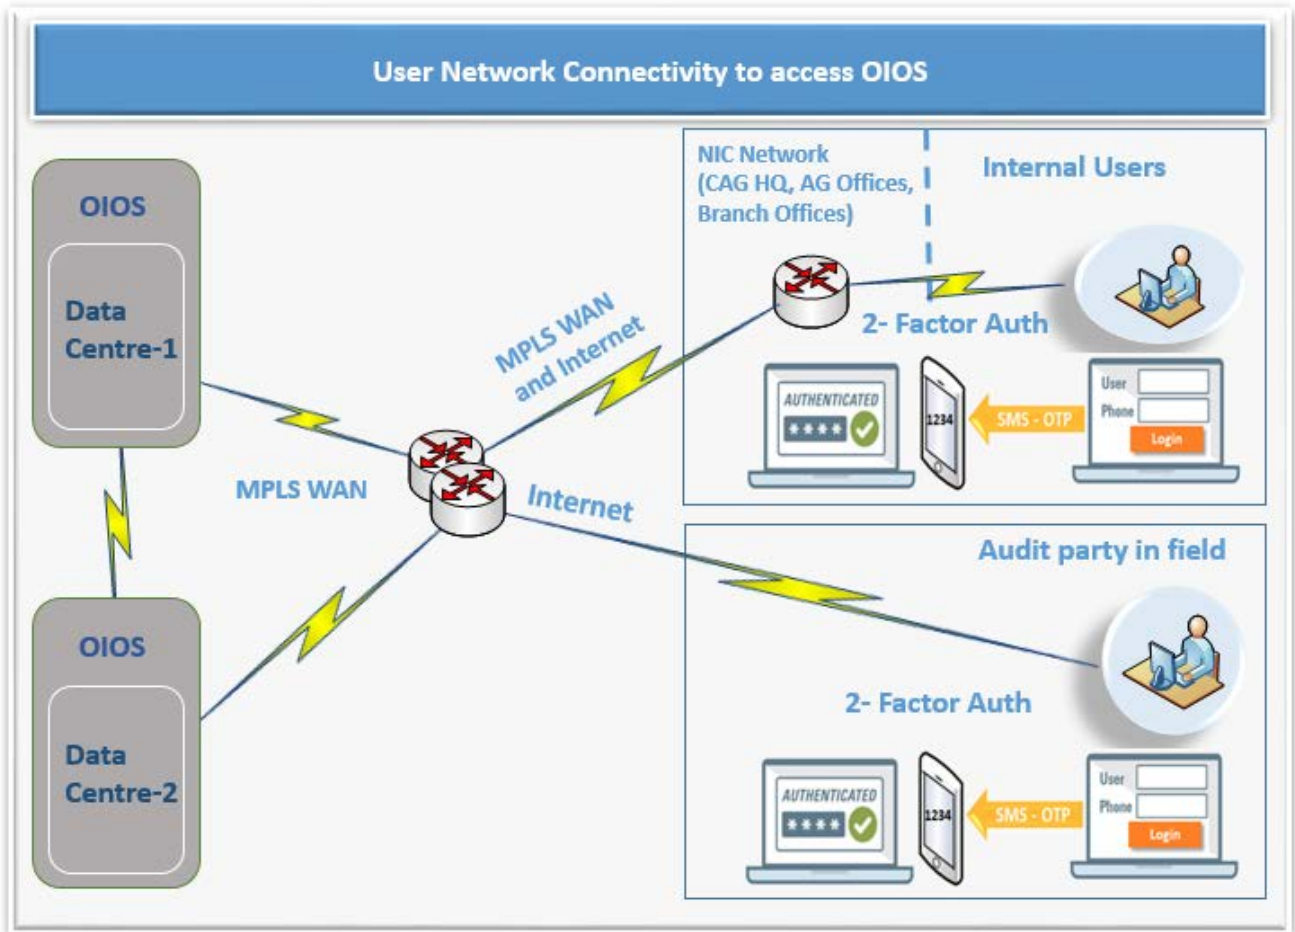 User Network Connectivity to access OIOS
OIOS
Data
Centre-1
OIOS
Data
Centre-2
MPLS WAN
MPLS WAN
and Internet
Internet
NIC Network
(CAG HQ, AG Offices,
Branch Offices)
Internal Users
2- Factor Auth
AUTHENTICATED
****
1234
SMS - OTP
User
Phone
Login
Audit party in field
2- Factor Auth
AUTHENTICATED
****
1234
SMS - OTP
User
Phone
Login